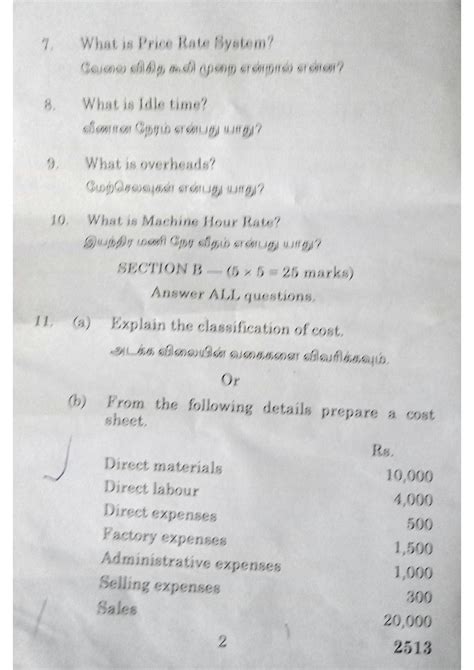 7. What is Price Rate System?
வேலை விகித கூலி முறை என்றால் என்ன?
8. What is Idle time?
வீணான நேரம் என்பது யாது?
9. What is overheads?
மேற்செலவுகள் என்பது யாது?
10. What is Machine Hour Rate?
இயந்திர மணி நேர வீதம் என்பது யாது?
SECTION B — (5 × 5 = 25 marks)
Answer ALL questions.
11. (a) Explain the classification of cost.
அடக்க விலையின் வகைகளை விவரிக்கவும்.
Or
(b) From the following details prepare a cost
sheet.
Rs.
Direct materials 10,000
Direct labour 4,000
Direct expenses 500
Factory expenses 1,500
Administrative expenses 1,000
Selling expenses 300
Sales 20,000
2 2513